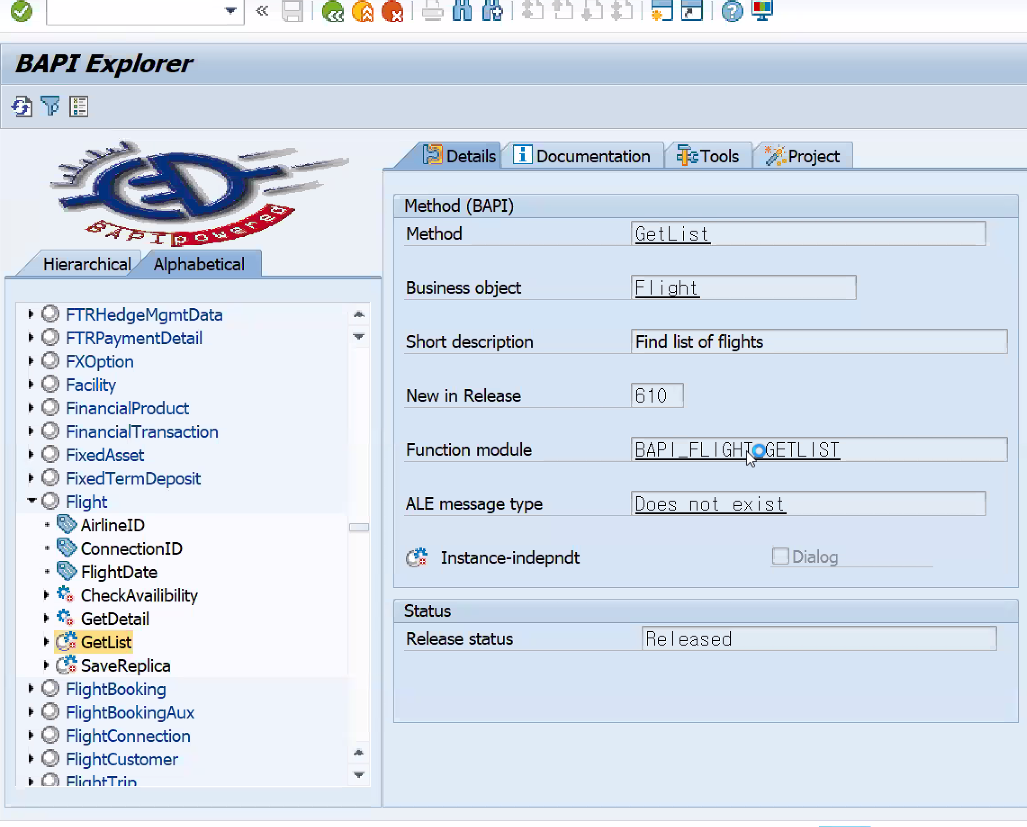 BAPI Explorer
BAPI powered
Hierarchical Alphabetical
FTRHedgeMgmtData
FTRPaymentDetail
FXOption
Facility
FinancialProduct
FinancialTransaction
FixedAsset
FixedTermDeposit
Flight
AirlineID
ConnectionID
FlightDate
CheckAvailibility
GetDetail
GetList
SaveReplica
FlightBooking
FlightBookingAux
FlightConnection
FlightCustomer
FlightTrip
Details Documentation Tools Project
Method (BAPI)
Method GetList
Business object Flight
Short description Find list of flights
New in Release 610
Function module BAPI_FLIGHT_GETLIST
ALE message type Does not exist
Instance-indepndt Dialog
Status
Release status Released